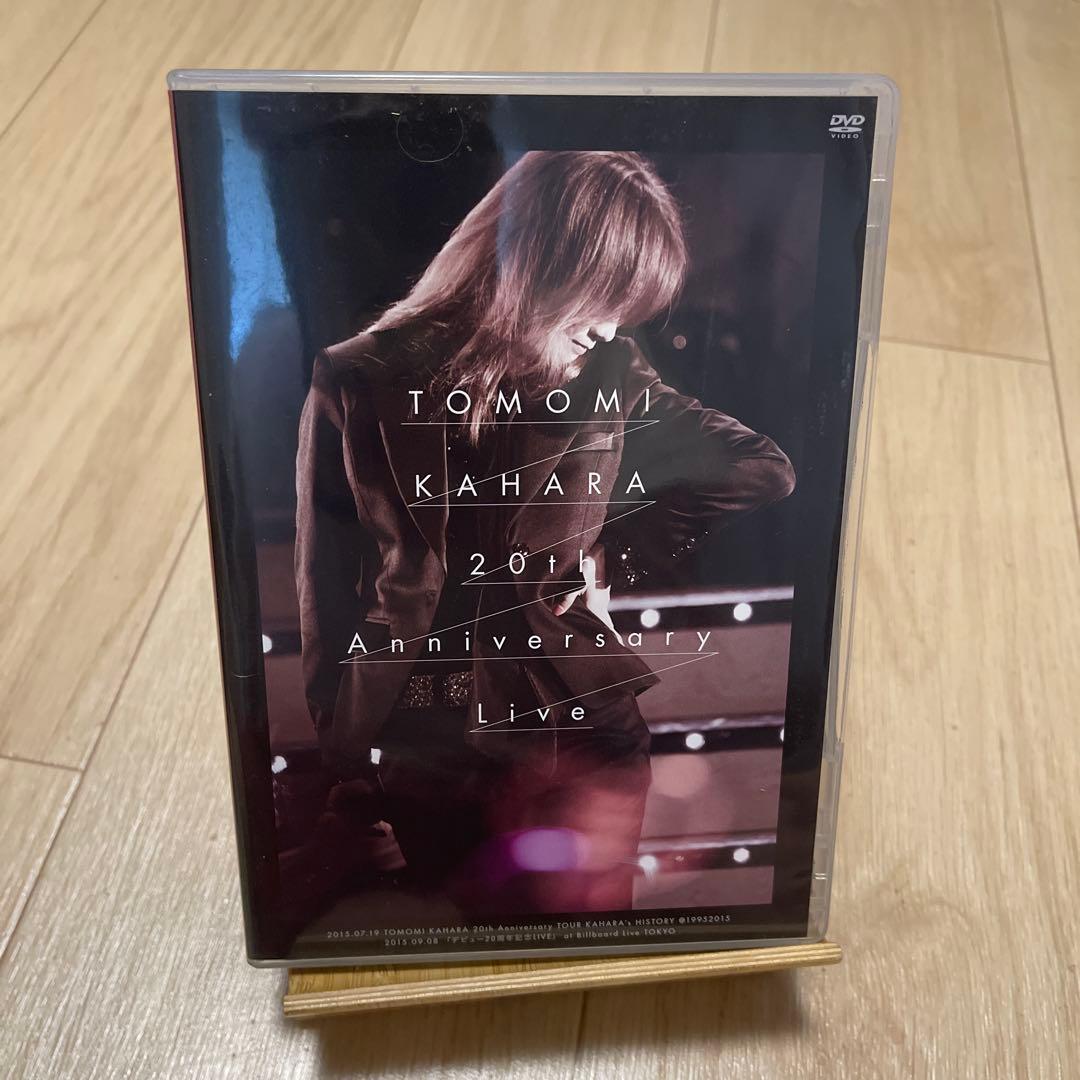 DVD
VIDEO
TOMOMI
KAHARA
20th
Anniversary
Live
2015.07.19 TOMOMI KAHARA 20th Anniversary TOUR KAHARA's HISTORY @19952015
2015.09.08 「デビュー20周年記念LIVE」 at Billboard Live TOKYO